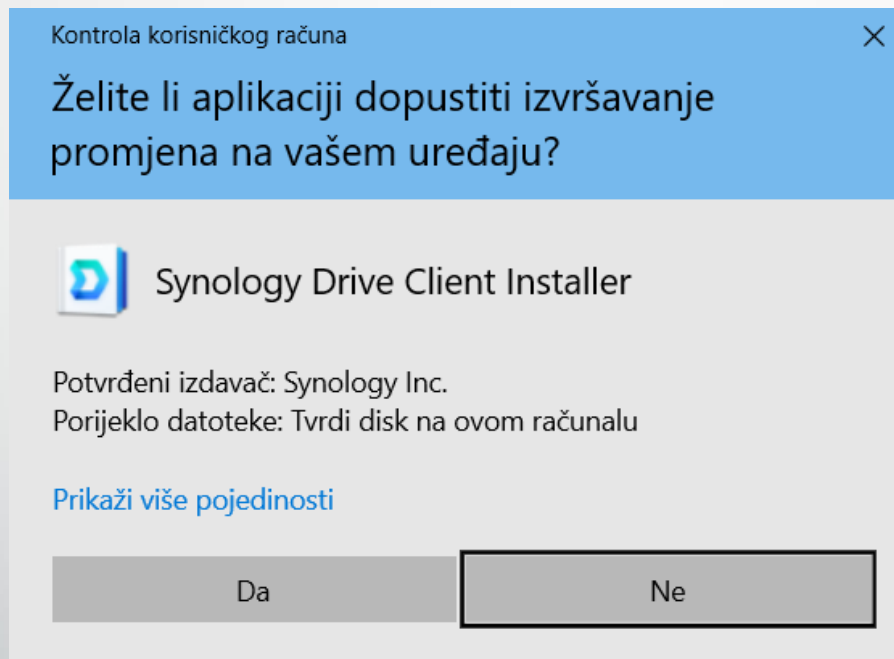 Kontrola korisničkog računa
Želite li aplikaciji dopustiti izvršavanje
promjena na vašem uređaju?
Synology Drive Client Installer
Potvrđeni izdavač: Synology Inc.
Porijeklo datoteke: Tvrdi disk na ovom računalu
Prikaži više pojedinosti
Da
Ne